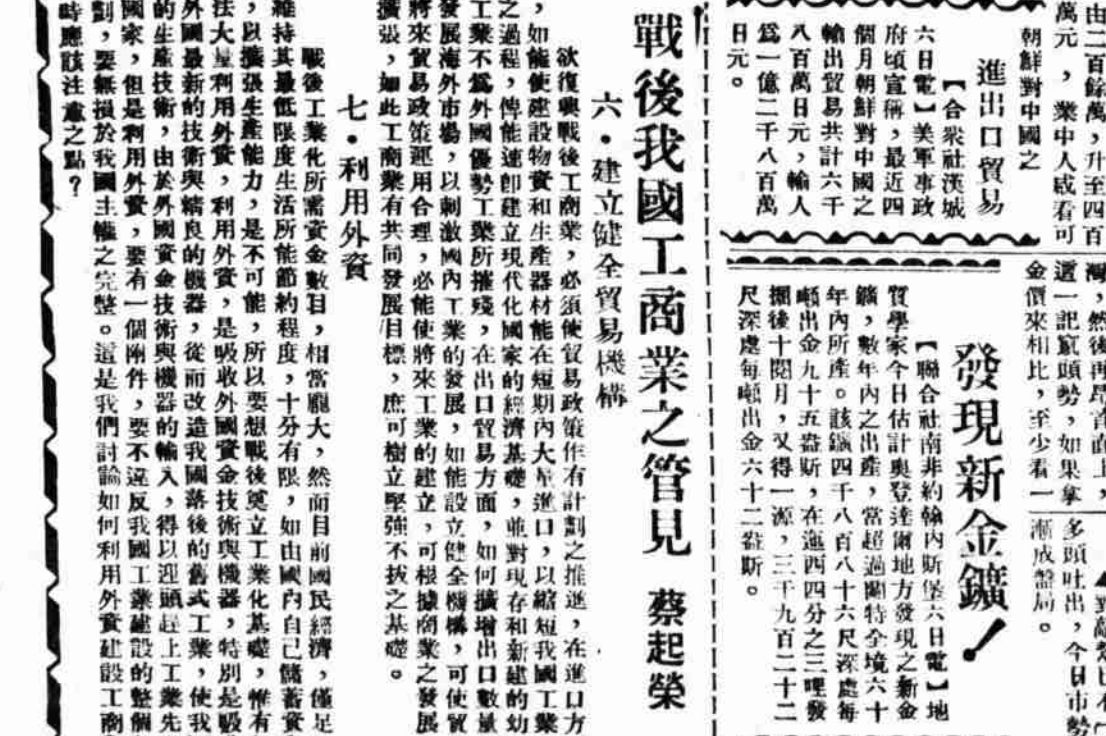 由二百餘萬，升至四百
萬元，業中人咸看可
朝鮮對中國之
進出口貿易
【合衆社漢城
六日電】美軍軍政
府頃宣稱，最近四
個月朝鮮對中國之
輸出貿易共計六千
八百萬日元，輸入
爲一億二千八百萬
日元。
然後再昂首面上，
這一記竄頭勢，如果拿
金價來相比，至少看一
多頭吐出，今日市勢
漸成盤局。
發現新金鑛！
【聯合社南非約翰內斯堡六日電】地
質學家今日估計奧登達爾地方發現之新金
鑛，數年內之出產，當超過蘭特全境六十
年內所產。該鑛四千八百八十六尺深處每
噸出金九十五盎斯，在迤西四分之三哩發
掘後十閱月，又得一源，三千九百二十二
尺深處每噸出金六十二盎斯。
戰後我國工商業之管見 蔡起榮
六・建立健全貿易機構
欲復興戰後工商業，必須使貿易政策作有計劃之推進，在進口方
，如能使建設物資和生產器材能在短期內大量進口，以縮短我國工業
之過程，俾能速卽建立現代化國家的經濟基礎，並對現存和新建的幼
工業不爲外國優勢工業所摧殘，在出口貿易方面，如何擴增出口數量
發展海外市場，以刺激國內工業的發展，如能設立健全機構，可使貿
將來貿易政策運用合理，必能使將來工業的建立，可根據商業之發展
擴張，如此工商業有共同發展目標，庶可樹立堅強不拔之基礎。
七・利用外資
戰後工業化所需資金數目，相當龐大，然而目前國民經濟，僅足
維持其最低限度生活所能節約程度，十分有限，如由國內自己儲蓄資
，以擴張生產能力，是不可能，所以要想戰後奠立工業化基礎，惟有
法大量利用外資，利用外資，是吸收外國資金技術與機器，特別是吸
外國最新的技術與精良的機器，從而改造我國落後的舊式工業，使我
的生產技術，由於外國資金技術與機器的輸入，得以迎頭趕上工業先
國家，但是利用外資，要有一個條件，要不違反我國工業建設的整個
劃，要無損於我國主權之完整。這是我們討論如何利用外資建設工商
時應該注意之點？